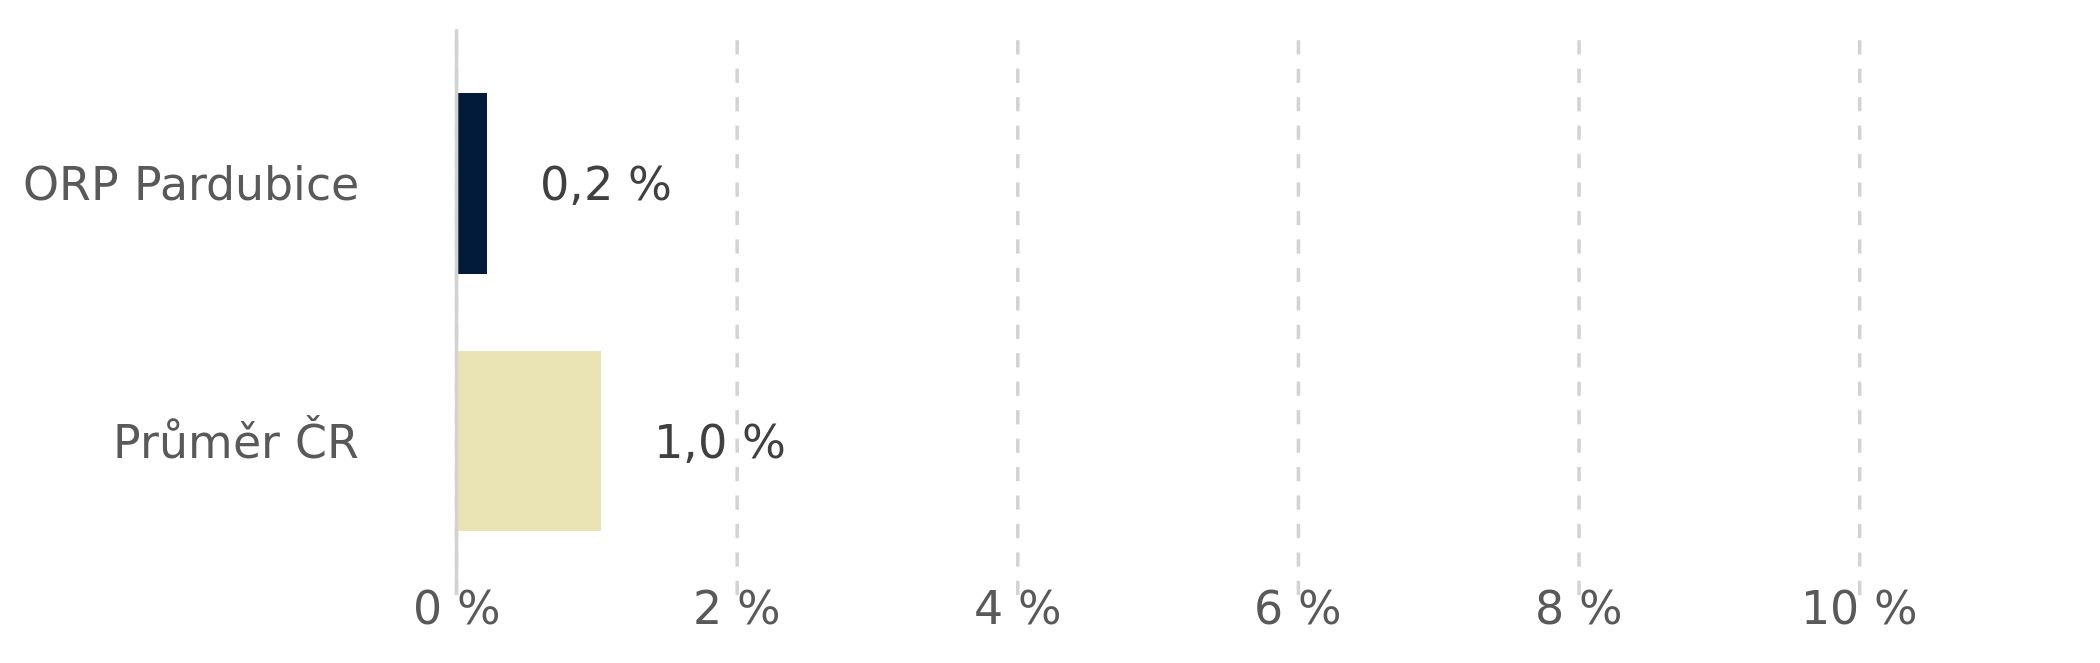 ORP Pardubice
0,2 %
Průměr ČR
1,0 %
0 % 2 % 4 % 6 % 8 % 10 %